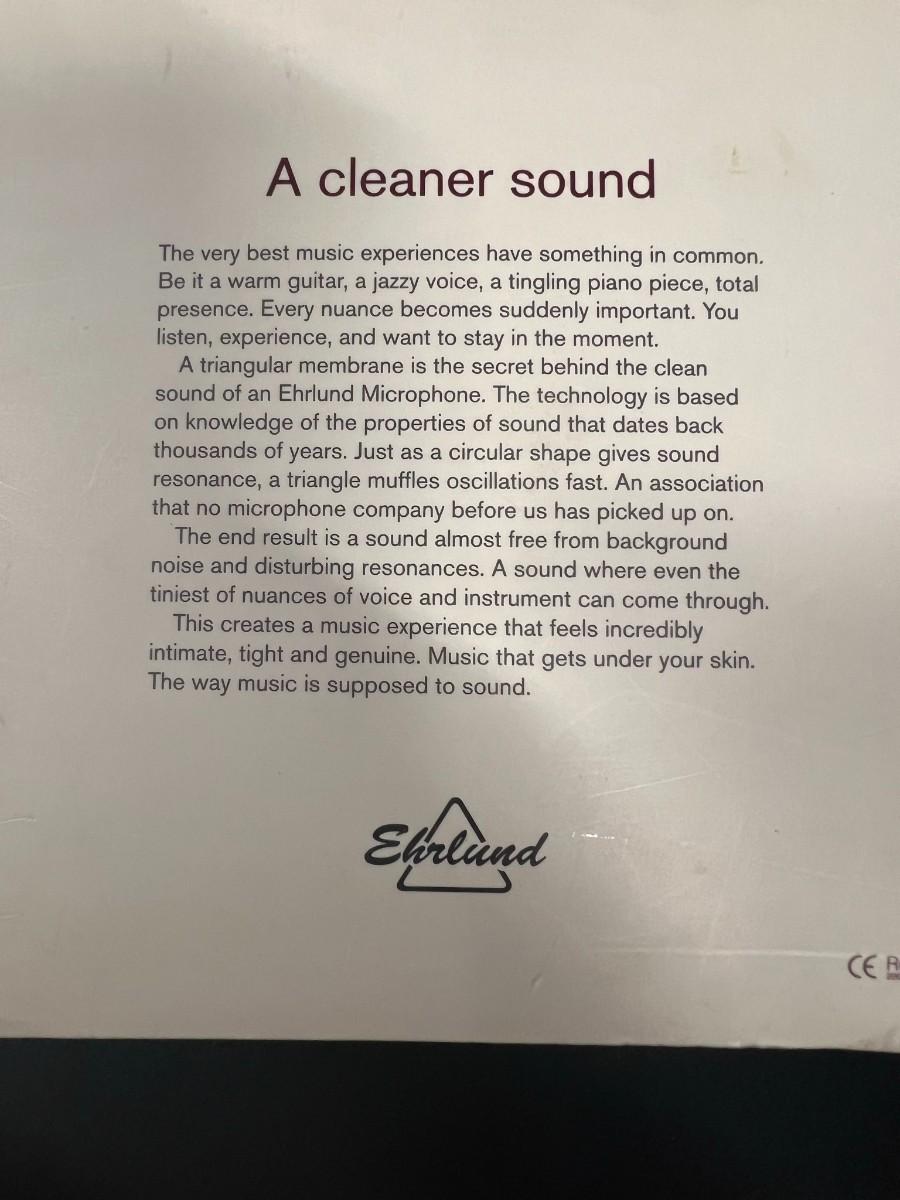 A cleaner sound
The very best music experiences have something in common.
Be it a warm guitar, a jazzy voice, a tingling piano piece, total
presence. Every nuance becomes suddenly important. You
listen, experience, and want to stay in the moment.
A triangular membrane is the secret behind the clean
sound of an Ehrlund Microphone. The technology is based
on knowledge of the properties of sound that dates back
thousands of years. Just as a circular shape gives sound
resonance, a triangle muffles oscillations fast. An association
that no microphone company before us has picked up on.
The end result is a sound almost free from background
noise and disturbing resonances. A sound where even the
tiniest of nuances of voice and instrument can come through.
This creates a music experience that feels incredibly
intimate, tight and genuine. Music that gets under your skin.
The way music is supposed to sound.
Ehrlund
CE